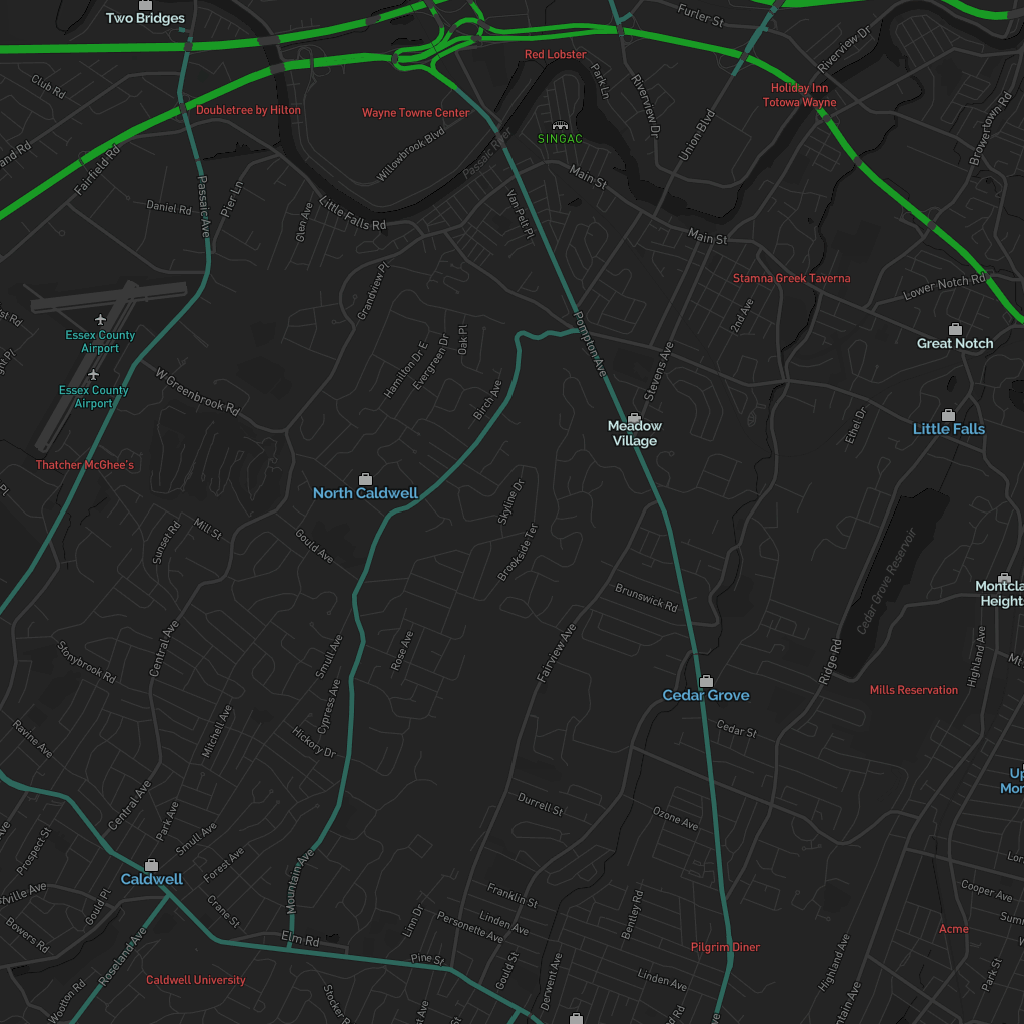 Two Bridges
Furler St
Riverview Dr
Red Lobster
Park Ln
Riverview Dr
Club Rd
Holiday Inn
Totowa Wayne
Doubletree by Hilton
Wayne Towne Center
Browertown Rd
Union Blvd
SINGAC
Willowbrook Blvd
Passaic River
Fairfield Rd
Main St
Passaic Ave
Pier Ln
Daniel Rd
Glen Ave
Little Falls Rd
Van Pelt Pl
Main St
Stamna Greek Taverna
Lower Notch Rd
Grandview Pl
2nd Ave
Essex County
Airport
Essex County
Airport
Hamilton Dr E
Evergreen Dr
Oak Pl
Pompton Ave
Stevens Ave
Great Notch
W Greenbrook Rd
Birch Ave
Meadow
Village
Ethel Dr
Little Falls
Thatcher McGhee's
North Caldwell
Skyline Dr
Sunset Rd
Mill St
Gould Ave
Brookside Ter
Cedar Grove Reservoir
Brunswick Rd
Stonybrook Rd
Central Ave
Smull Ave
Rose Ave
Fairview Ave
Ridge Rd
Highland Ave
Mills Reservation
Cedar Grove
Cypress Ave
Mitchell Ave
Hickory Dr
Cedar St
Ravine Ave
Central Ave
Park Ave
Smull Ave
Durrell St
Ozone Ave
Prospect St
Forest Ave
Caldwell
Mountain Ave
Cooper Ave
Gould Pl
Crane St
Franklin St
Linden Ave
Personette Ave
Linn Dr
Bentley Rd
Bowers Rd
Elm Rd
Acme
Pilgrim Diner
Roseland Ave
Pine St
Gould St
Derwent Ave
Linden Ave
Highland Ave
Park St
Caldwell University
Wootton Rd